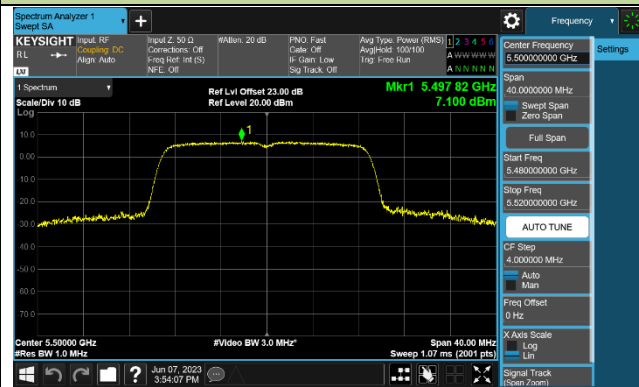 Spectrum Analyzer 1
Swept SA
Frequency
KEYSIGHT
RL
LXI
Input: RF
Coupling: DC
Align: Auto
Input Z: 50 Ω
Corrections: Off
Freq Ref: Int (S)
NFE: Off
#Atten: 20 dB
PNO: Fast
Gate: Off
IF Gain: Low
Sig Track: Off
Avg Type: Power (RMS)
Avg|Hold: 100/100
Trig: Free Run
1 2 3 4 5 6
A W W W W W
A N N N N N
1 Spectrum
Scale/Div 10 dB
Log
Ref Lvl Offset 23.00 dB
Ref Level 20.00 dBm
Mkr1 5.497 82 GHz
7.100 dBm
1
10.0
0.00
-10.0
-20.0
-30.0
-40.0
-50.0
-60.0
-70.0
Center 5.50000 GHz
#Res BW 1.0 MHz
#Video BW 3.0 MHz*
Span 40.00 MHz
Sweep 1.07 ms (2001 pts)
Jun 07, 2023
3:54:07 PM
Center Frequency
5.500000000 GHz
Span
40.0000000 MHz
Swept Span
Zero Span
Full Span
Start Freq
5.480000000 GHz
Stop Freq
5.520000000 GHz
AUTO TUNE
CF Step
4.000000 MHz
Auto
Man
Freq Offset
0 Hz
X Axis Scale
Log
Lin
Signal Track
(Span Zoom)
Settings